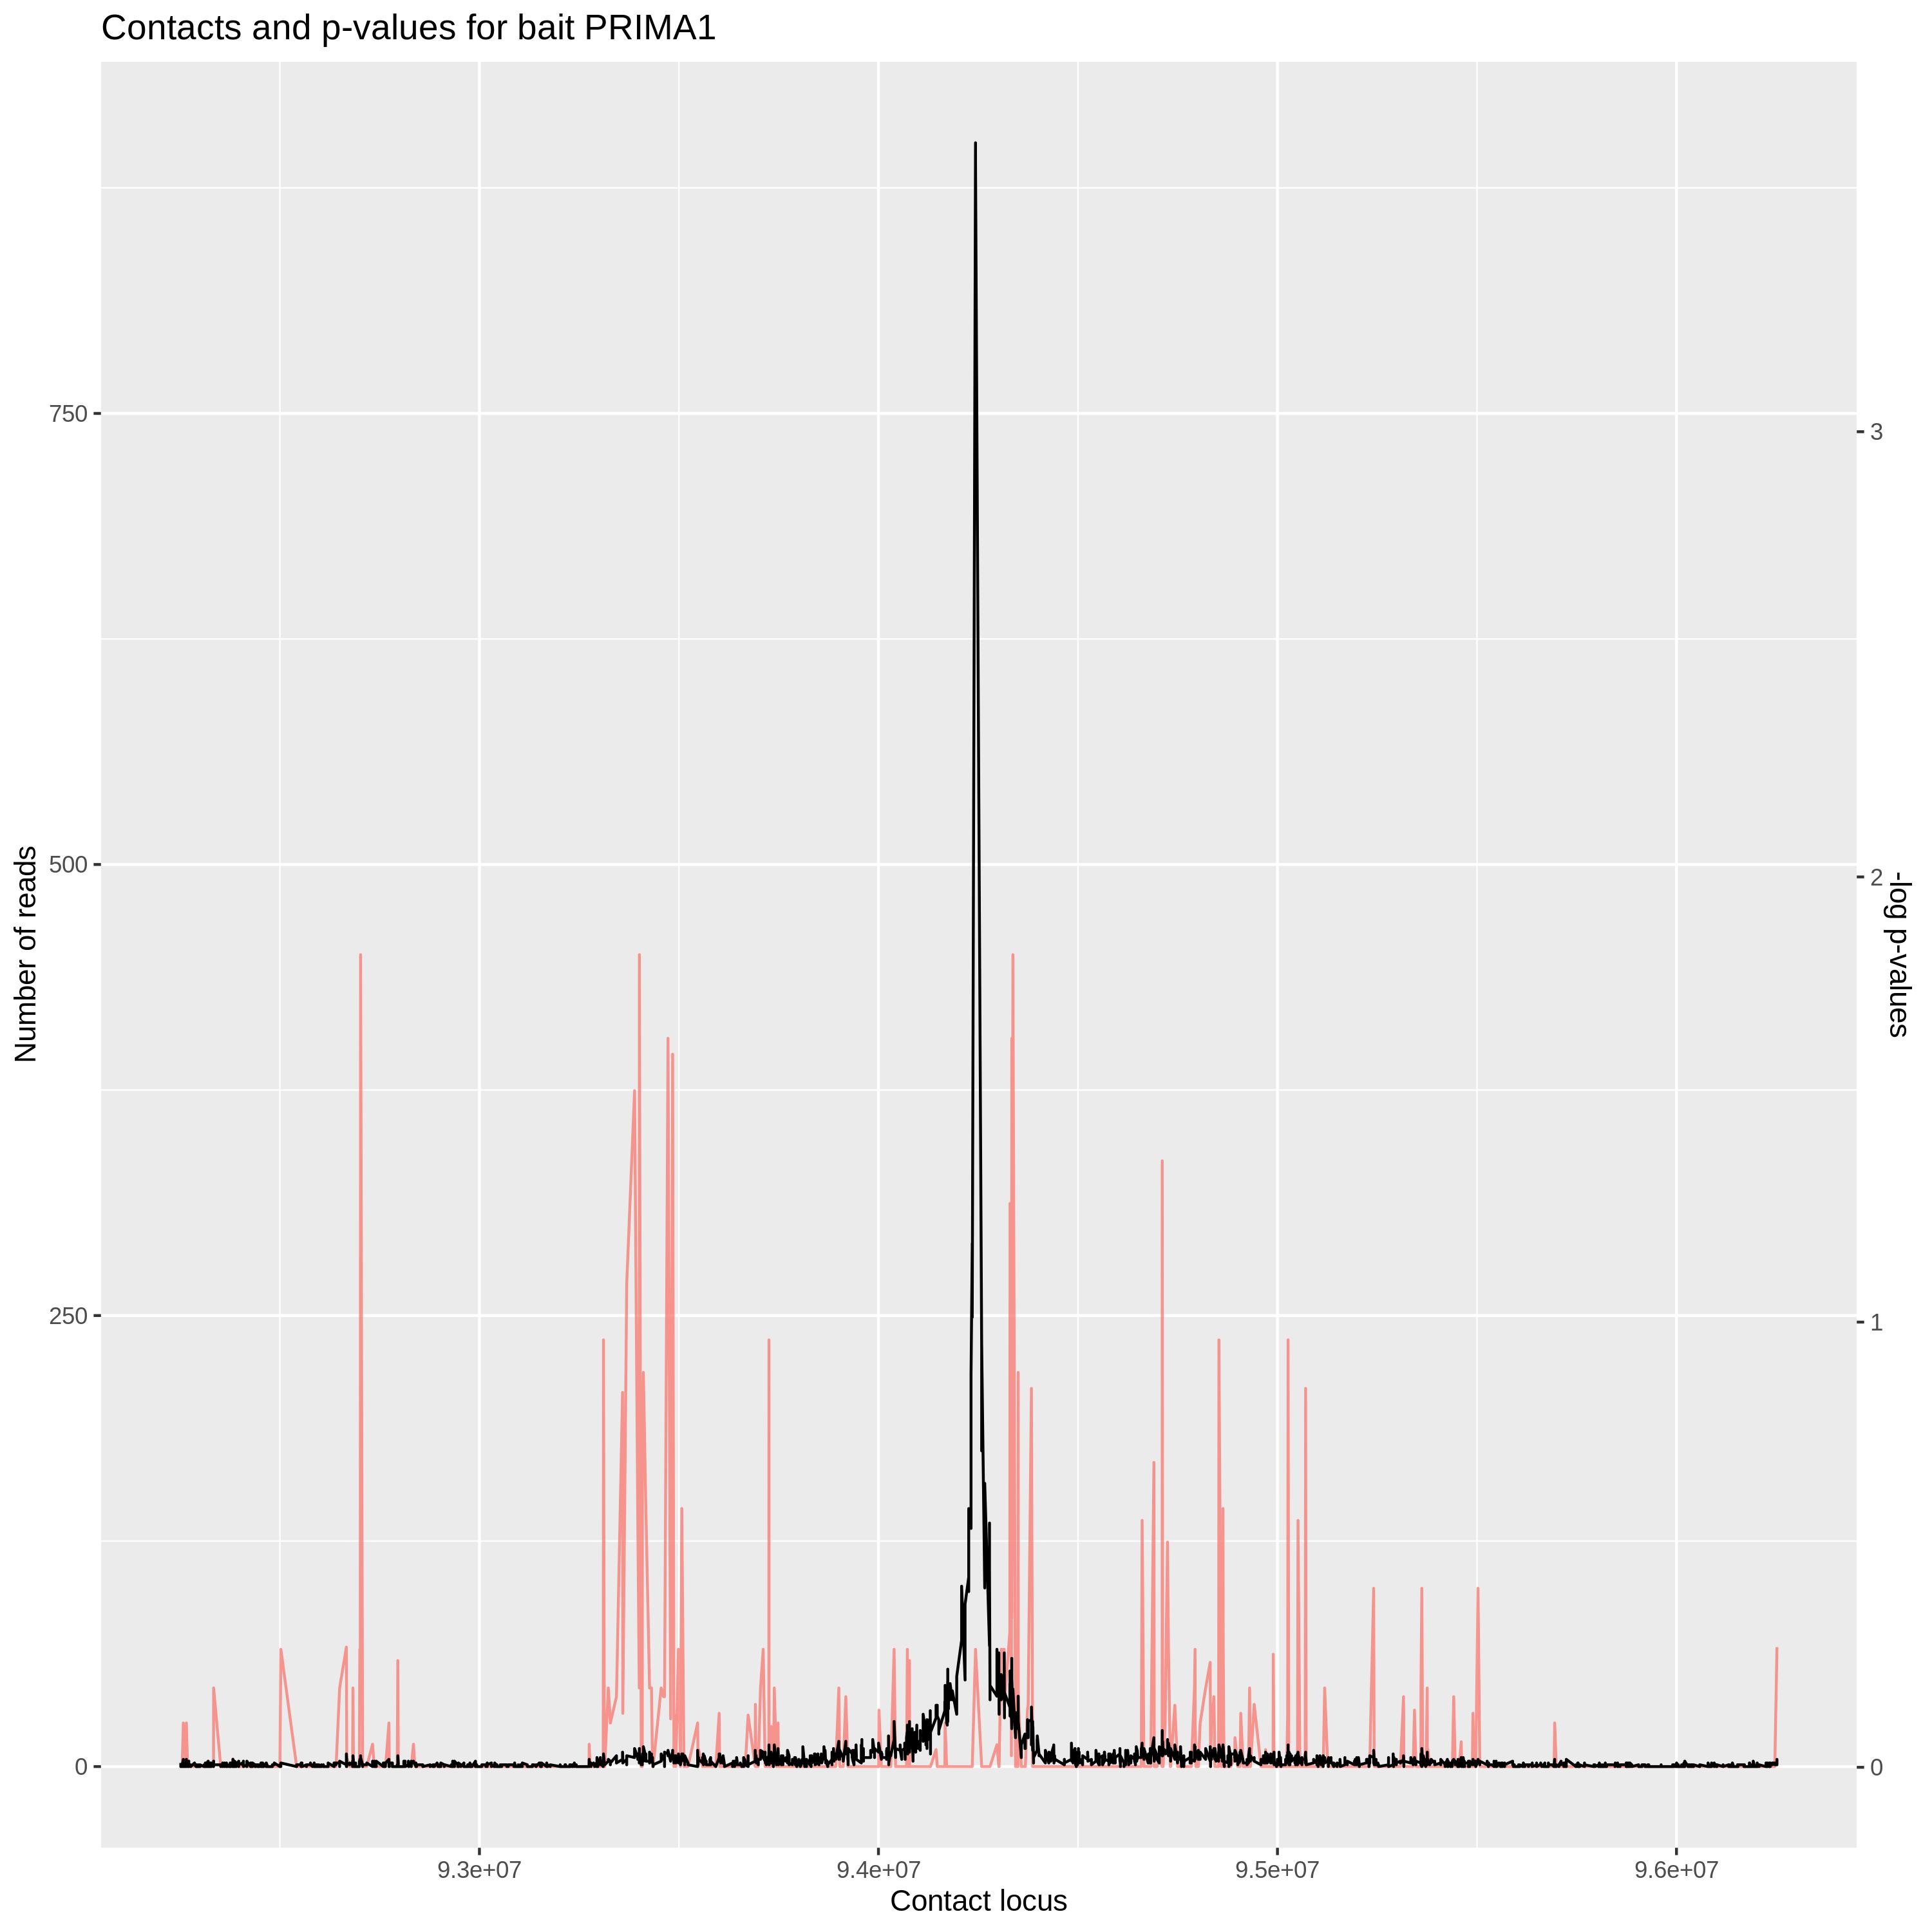 Contacts and p-values for bait PRIMA1
Number of reads
750
500
250
0
3
2
1
0
-log p-values
9.3e+07
9.4e+07
9.5e+07
9.6e+07
Contact locus